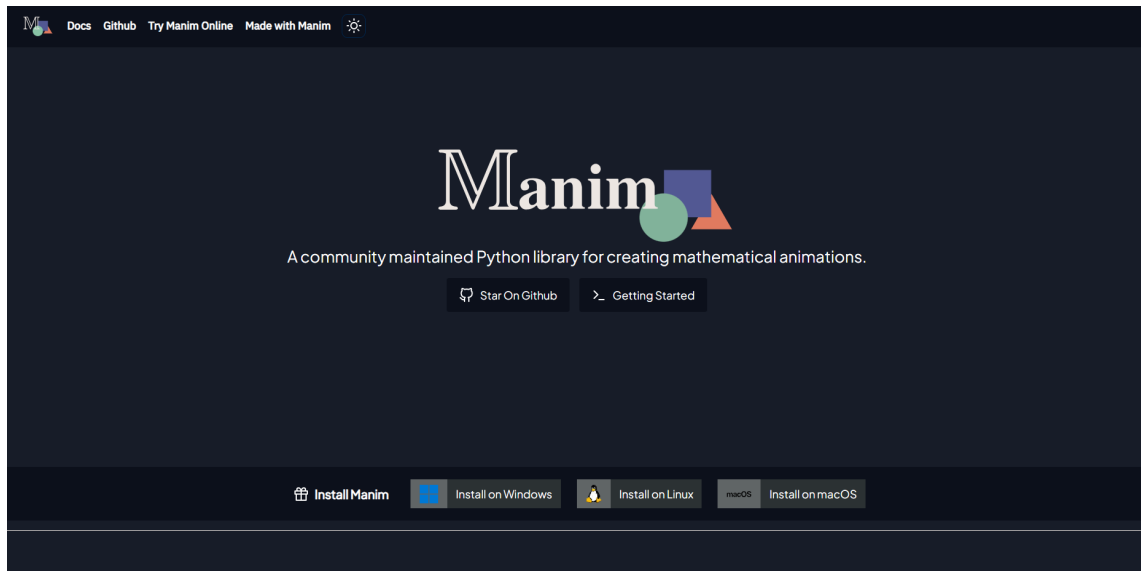 M
Docs Github Try Manim Online Made with Manim
Manim
A community maintained Python library for creating mathematical animations.
Star On Github >_ Getting Started
Install Manim Install on Windows Install on Linux macOS Install on macOS